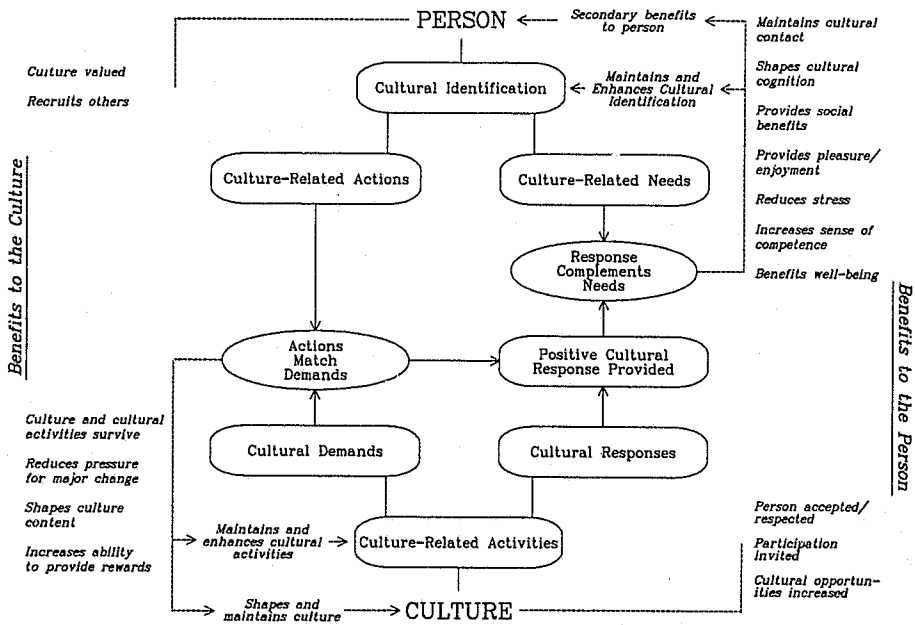 PERSON
Secondary benefits
to person
Maintains cultural
contact
Culture valued
Recruits others
Cultural Identification
Maintains and
Enhances Cultural
Identification
Shapes cultural
cognition
Provides social
benefits
Provides pleasure/
enjoyment
Reduces stress
Increases sense of
competence
Benefits well-being
Benefits to the Culture
Culture-Related Actions
Culture-Related Needs
Response
Complements
Needs
Benefits to the Person
Actions
Match
Demands
Positive Cultural
Response Provided
Culture and cultural
activities survive
Reduces pressure
for major change
Shapes culture
content
Increases ability
to provide rewards
Cultural Demands
Cultural Responses
Maintains and
enhances cultural
activities
Culture-Related Activities
Person accepted/
respected
Participation
invited
Cultural opportun-
ities increased
Shapes and
maintains culture
CULTURE